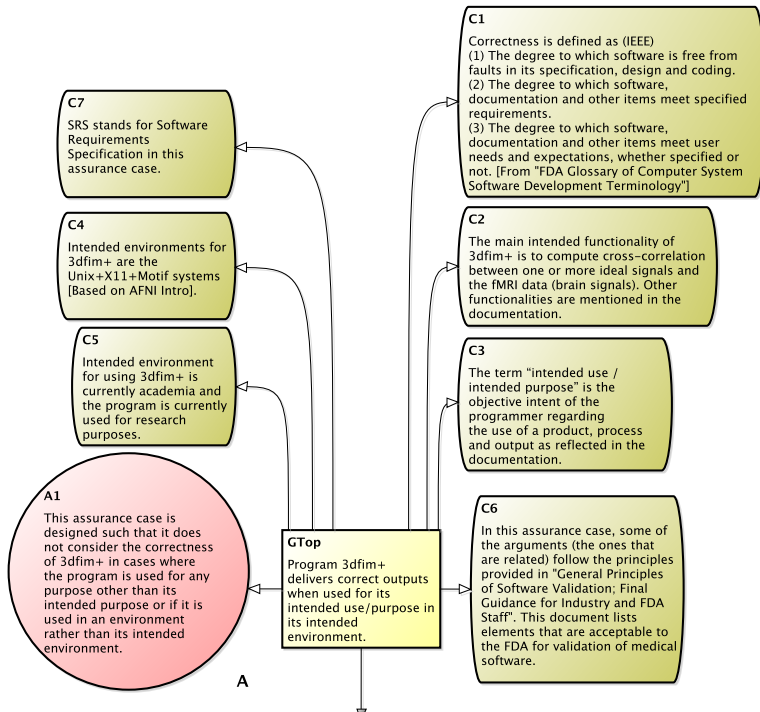 C1
Correctness is defined as (IEEE)
(1) The degree to which software is free from
faults in its specification, design and coding.
(2) The degree to which software,
documentation and other items meet specified
requirements.
(3) The degree to which software,
documentation and other items meet user
needs and expectations, whether specified or
not. [From "FDA Glossary of Computer System
Software Development Terminology"]
C7
SRS stands for Software
Requirements
Specification in this
assurance case.
C2
The main intended functionality of
3dfim+ is to compute cross-correlation
between one or more ideal signals and
the fMRI data (brain signals). Other
functionalities are mentioned in the
documentation.
C4
Intended environments for
3dfim+ are the
Unix+X11+Motif systems
[Based on AFNI Intro].
C5
Intended environment
for using 3dfim+ is
currently academia and
the program is currently
used for research
purposes.
C3
The term “intended use /
intended purpose” is the
objective intent of the
programmer regarding
the use of a product, process
and output as reflected in the
documentation.
A1
This assurance case is
designed such that it does
not consider the correctness
of 3dfim+ in cases where
the program is used for any
purpose other than its
intended purpose or if it is
used in an environment
rather than its intended
environment.
A
GTop
Program 3dfim+
delivers correct outputs
when used for its
intended use/purpose in
its intended
environment.
C6
In this assurance case, some of
the arguments (the ones that
are related) follow the principles
provided in "General Principles
of Software Validation; Final
Guidance for Industry and FDA
Staff". This document lists
elements that are acceptable to
the FDA for validation of medical
software.